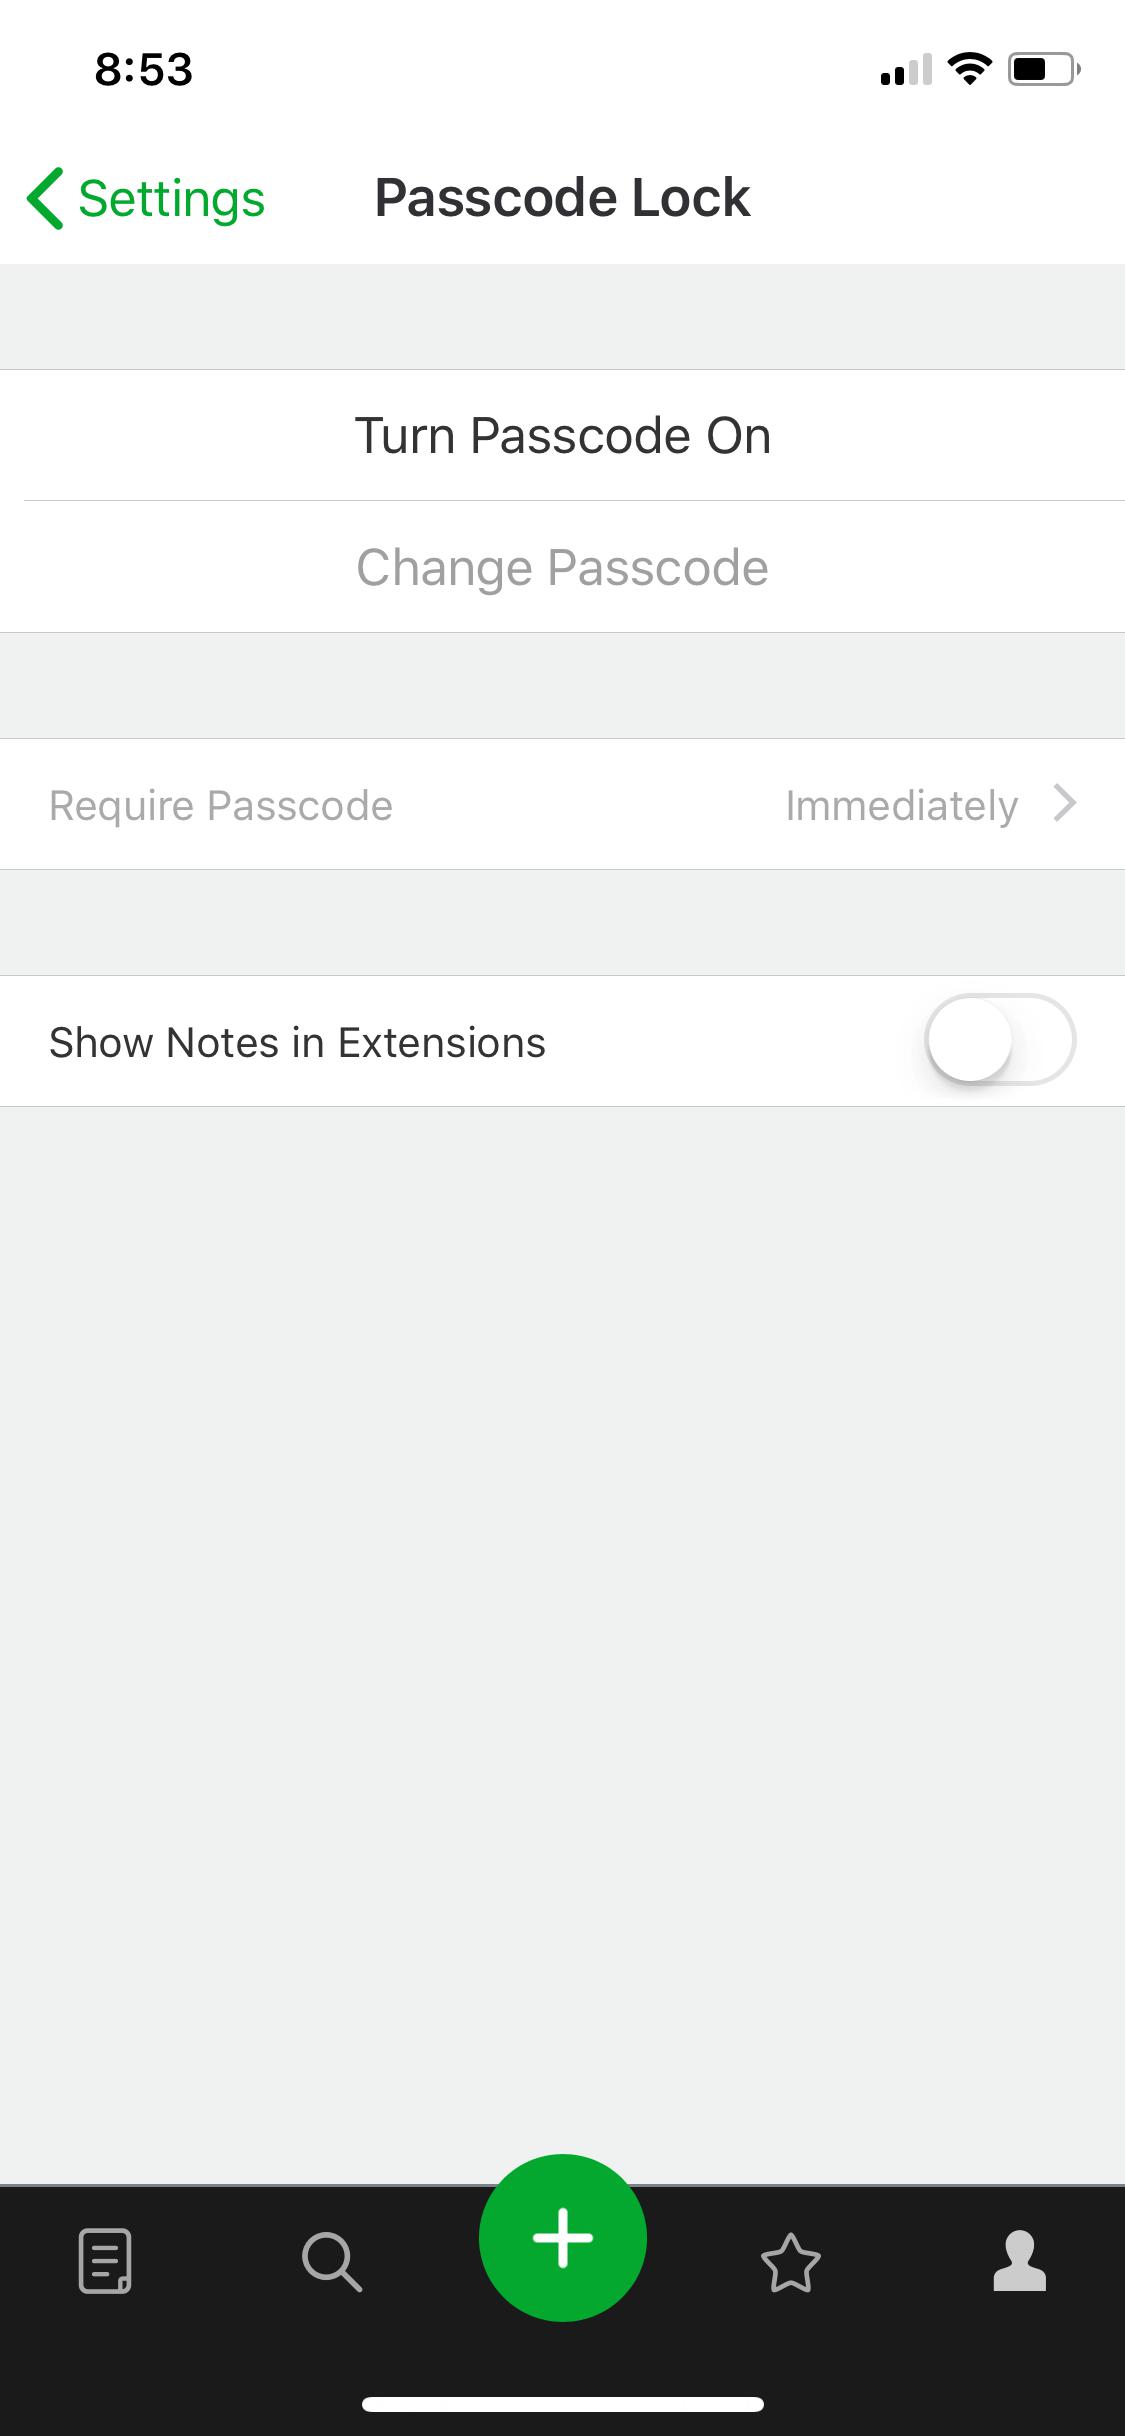 8:53
Settings
Passcode Lock
Turn Passcode On
Change Passcode
Require Passcode
Immediately
Show Notes in Extensions